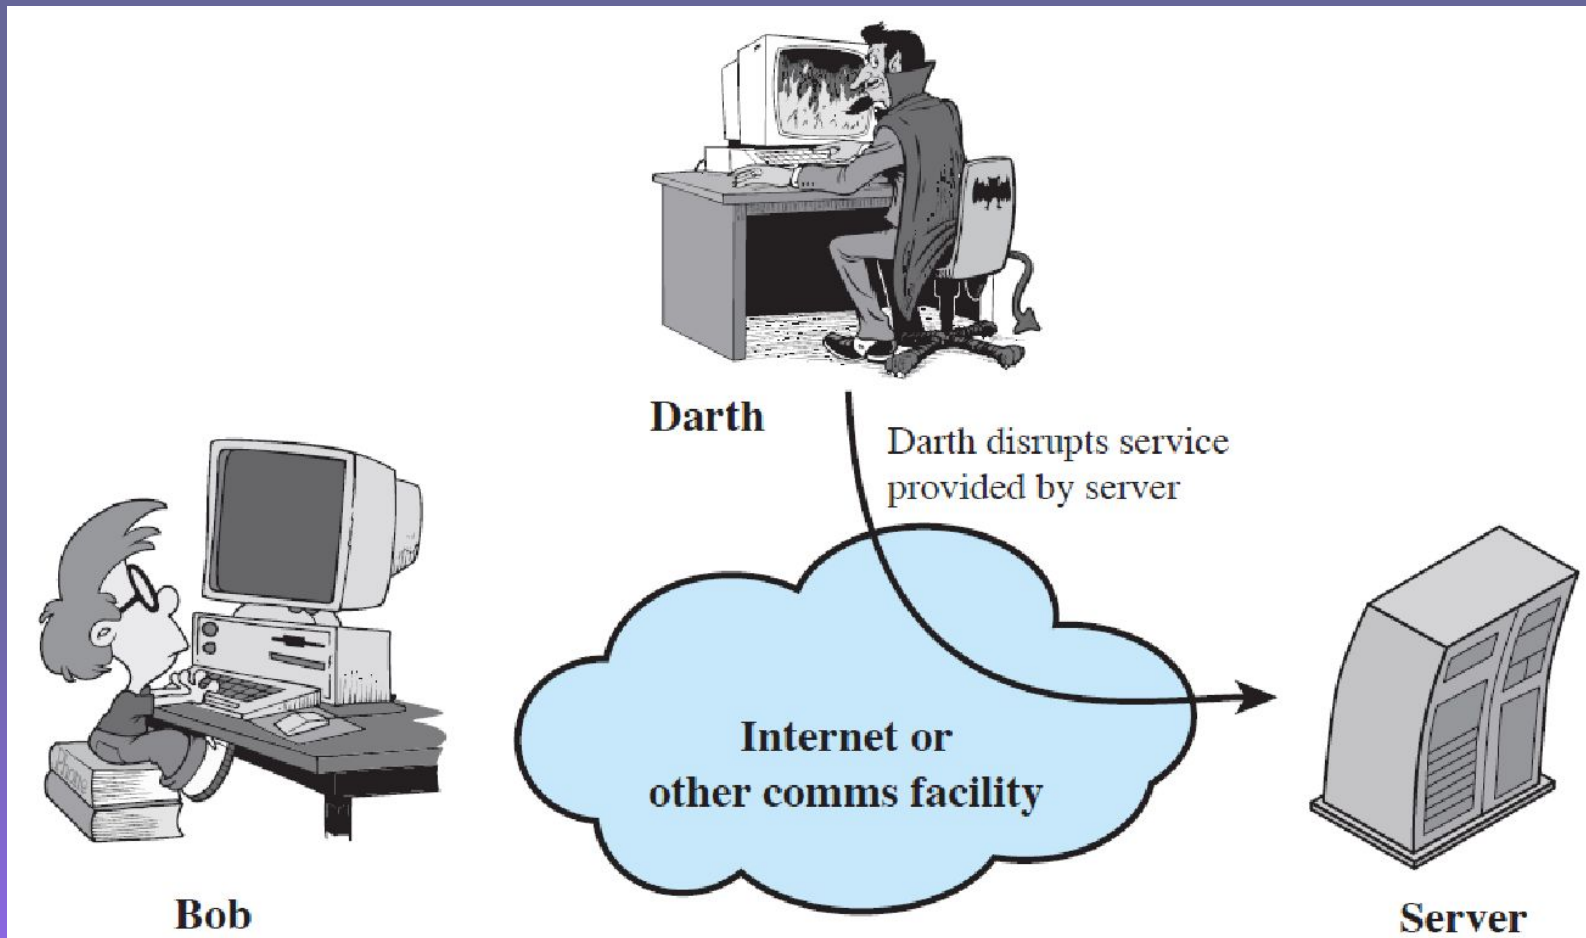 Darth
Darth disrupts service
provided by server
Internet or
other comms facility
Bob
Server